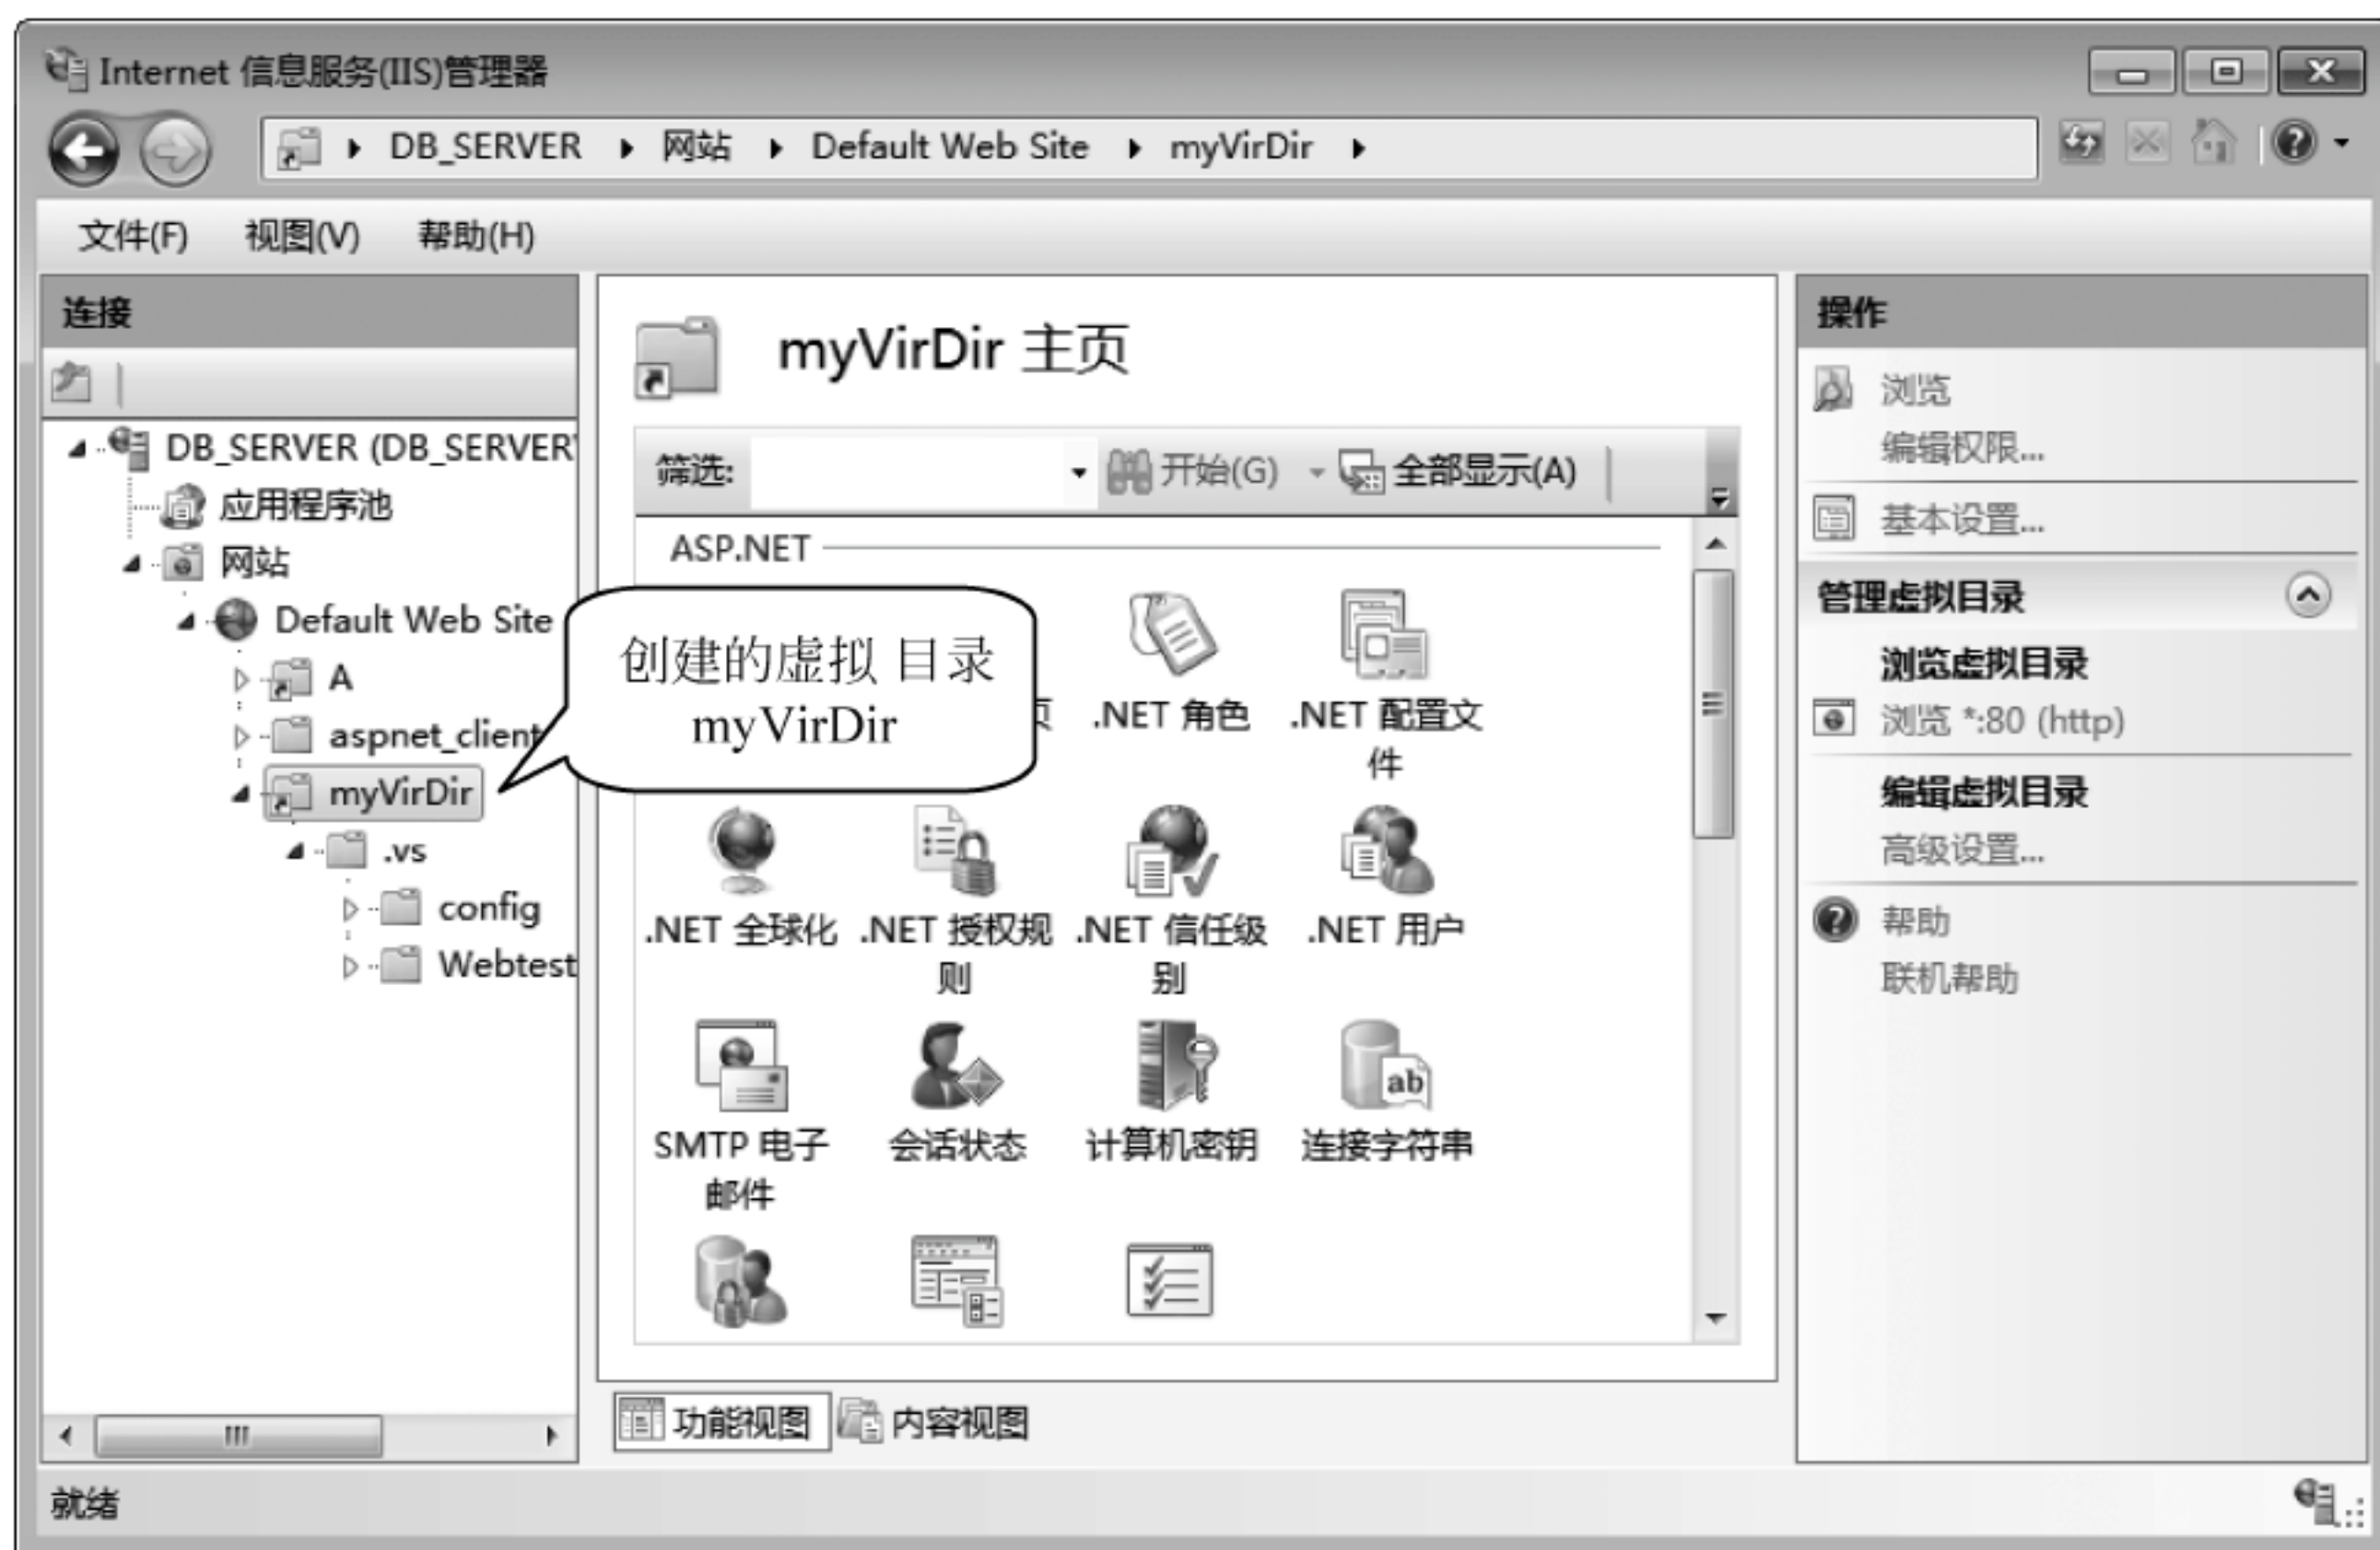 Internet 信息服务(IIS)管理器
DB_SERVER 网站 Default Web Site myVirDir
文件(F) 视图(V) 帮助(H)
连接
DB_SERVER (DB_SERVER
应用程序池
网站
Default Web Site
A
aspnet_client
myVirDir
.vs
config
Webtest
创建的虚拟 目录
myVirDir
myVirDir 主页
筛选: 开始(G) 全部显示(A)
ASP.NET
.NET 角色
.NET 配置文
件
.NET 全球化
.NET 授权规
则
.NET 信任级
别
.NET 用户
SMTP 电子
邮件
会话状态
计算机密钥
连接字符串
ab
功能视图 内容视图
操作
浏览
编辑权限...
基本设置...
管理虚拟目录
浏览虚拟目录
浏览 *:80 (http)
编辑虚拟目录
高级设置...
帮助
联机帮助
就绪